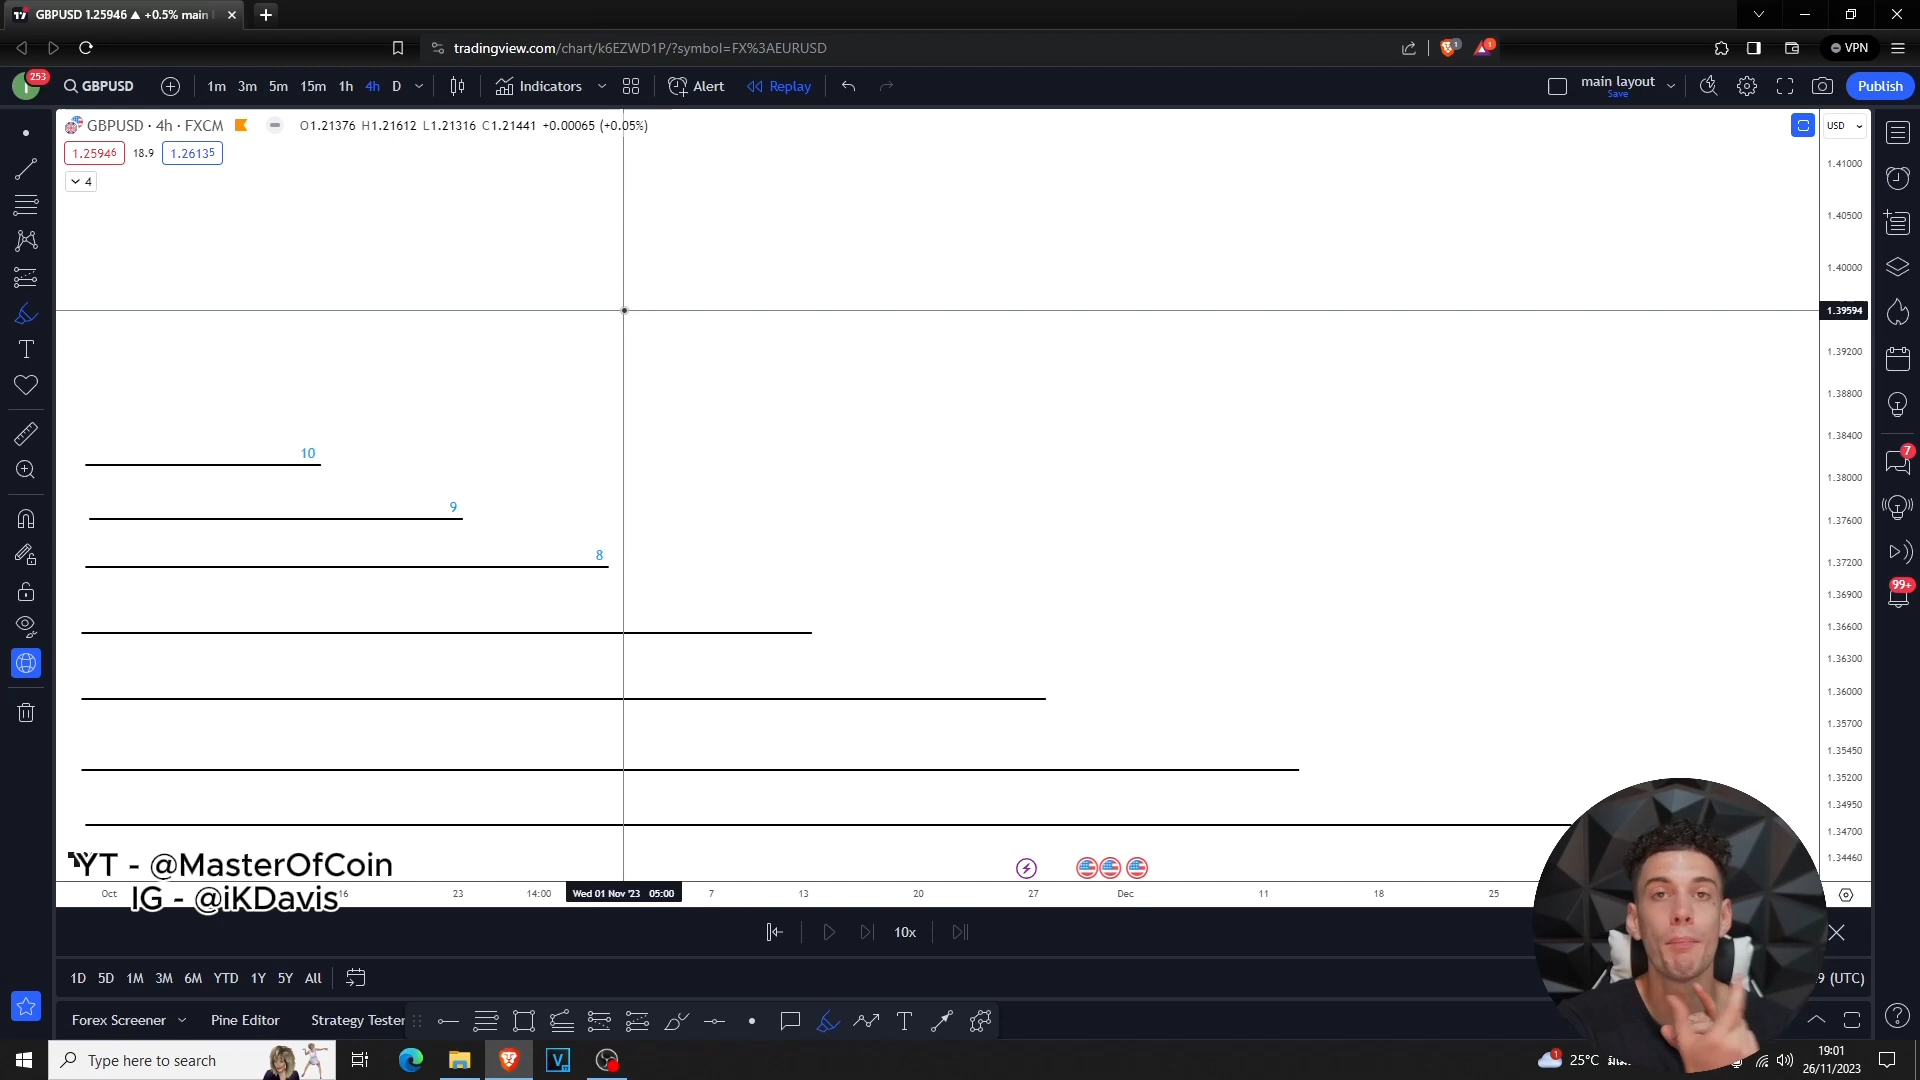 GBPUSD 1.25946 ▲ +0.5% main
tradingview.com/chart/k6EZWD1P/?symbol=FX%3AEURUSD
1
1
VPN
253
GBPUSD
1m 3m 5m 15m 1h 4h D
Indicators
Alert
Replay
main layout
Save
Publish
GBPUSD · 4h · FXCM
O1.21376 H1.21612 L1.21316 C1.21441 +0.00065 (+0.05%)
USD
1.25946 18.9 1.26135
4
1.41000
1.40500
1.40000
1.39594
1.39200
1.38800
1.38400
1.38000
1.37600
1.37200
1.36900
1.36600
1.36300
1.36000
1.35700
1.35450
1.35200
1.34950
1.34700
1.34460
10
9
8
7
99+
YT - @MasterOfCoin
IG - @iKDavis
Oct 16 23 14:00 Wed 01 Nov '23 05:00 7 13 20 27 Dec 11 18 25
10x
1D 5D 1M 3M 6M YTD 1Y 5Y All
9 (UTC)
Forex Screener
Pine Editor
Strategy Tester
Type here to search
1
25°C
19:01
26/11/2023